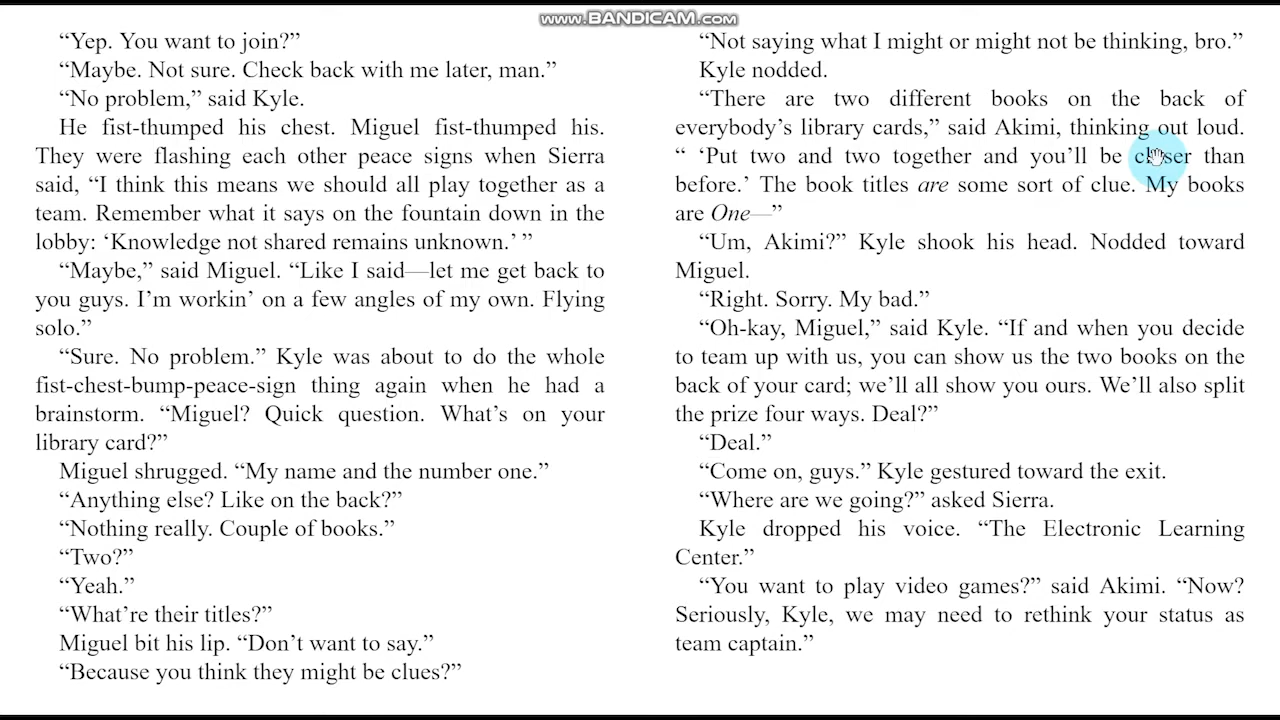 www.BANDICAM.com
“Yep. You want to join?”
“Maybe. Not sure. Check back with me later, man.”
“No problem,” said Kyle.
He fist-thumped his chest. Miguel fist-thumped his.
They were flashing each other peace signs when Sierra
said, “I think this means we should all play together as a
team. Remember what it says on the fountain down in the
lobby: ‘Knowledge not shared remains unknown.’ ”
“Maybe,” said Miguel. “Like I said—let me get back to
you guys. I’m workin’ on a few angles of my own. Flying
solo.”
“Sure. No problem.” Kyle was about to do the whole
fist-chest-bump-peace-sign thing again when he had a
brainstorm. “Miguel? Quick question. What’s on your
library card?”
Miguel shrugged. “My name and the number one.”
“Anything else? Like on the back?”
“Nothing really. Couple of books.”
“Two?”
“Yeah.”
“What’re their titles?”
Miguel bit his lip. “Don’t want to say.”
“Because you think they might be clues?”
“Not saying what I might or might not be thinking, bro.”
Kyle nodded.
“There are two different books on the back of
everybody’s library cards,” said Akimi, thinking out loud.
“ ‘Put two and two together and you’ll be closer than
before.’ The book titles are some sort of clue. My books
are One—”
“Um, Akimi?” Kyle shook his head. Nodded toward
Miguel.
“Right. Sorry. My bad.”
“Oh-kay, Miguel,” said Kyle. “If and when you decide
to team up with us, you can show us the two books on the
back of your card; we’ll all show you ours. We’ll also split
the prize four ways. Deal?”
“Deal.”
“Come on, guys.” Kyle gestured toward the exit.
“Where are we going?” asked Sierra.
Kyle dropped his voice. “The Electronic Learning
Center.”
“You want to play video games?” said Akimi. “Now?
Seriously, Kyle, we may need to rethink your status as
team captain.”